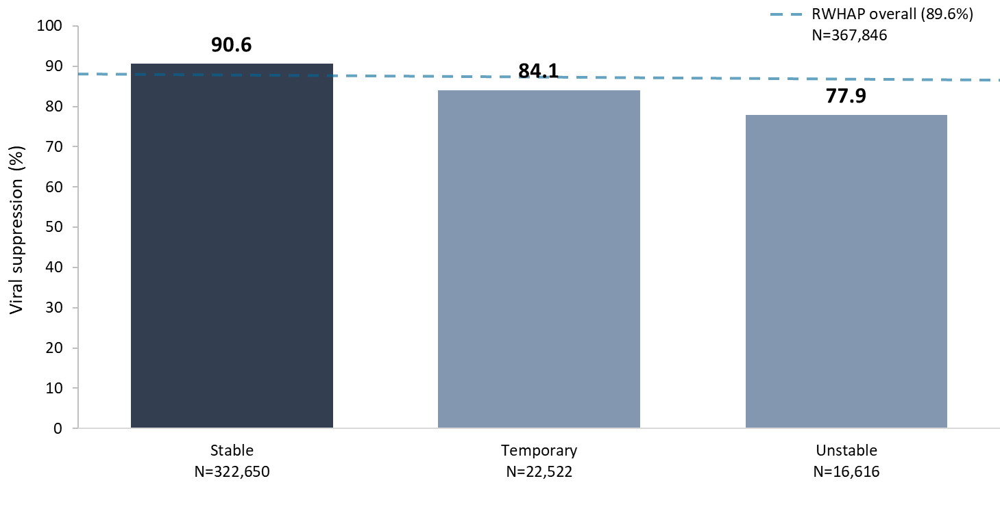 RWHAP overall (89.6%)
N=367,846
Viral suppression (%)
100
90
80
70
60
50
40
30
20
10
0
90.6
84.1
77.9
Stable
N=322,650
Temporary
N=22,522
Unstable
N=16,616